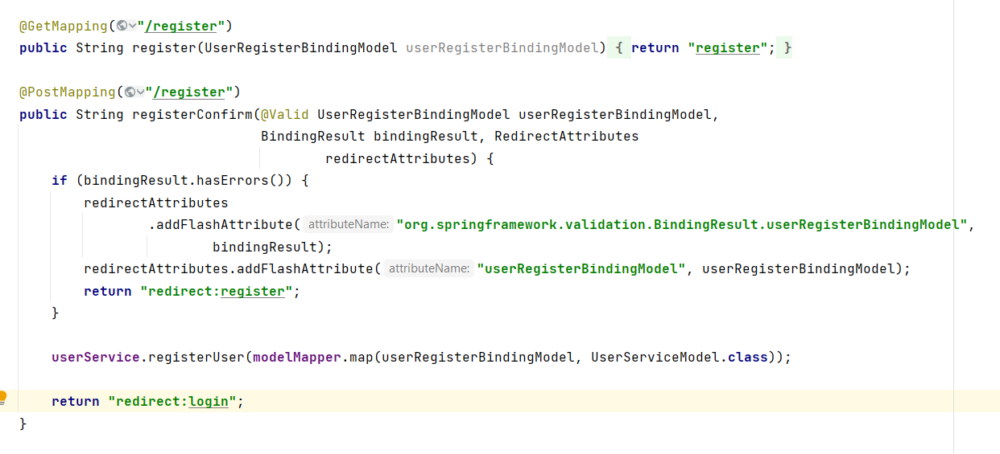 @GetMapping("/register")
public String register(UserRegisterBindingModel userRegisterBindingModel) { return "register"; }
@PostMapping("/register")
public String registerConfirm(@Valid UserRegisterBindingModel userRegisterBindingModel,
BindingResult bindingResult, RedirectAttributes
redirectAttributes) {
if (bindingResult.hasErrors()) {
redirectAttributes
.addFlashAttribute( attributeName: "org.springframework.validation.BindingResult.userRegisterBindingModel",
bindingResult);
redirectAttributes.addFlashAttribute( attributeName: "userRegisterBindingModel", userRegisterBindingModel);
return "redirect:register";
}
userService.registerUser(modelMapper.map(userRegisterBindingModel, UserServiceModel.class));
return "redirect:login";
}